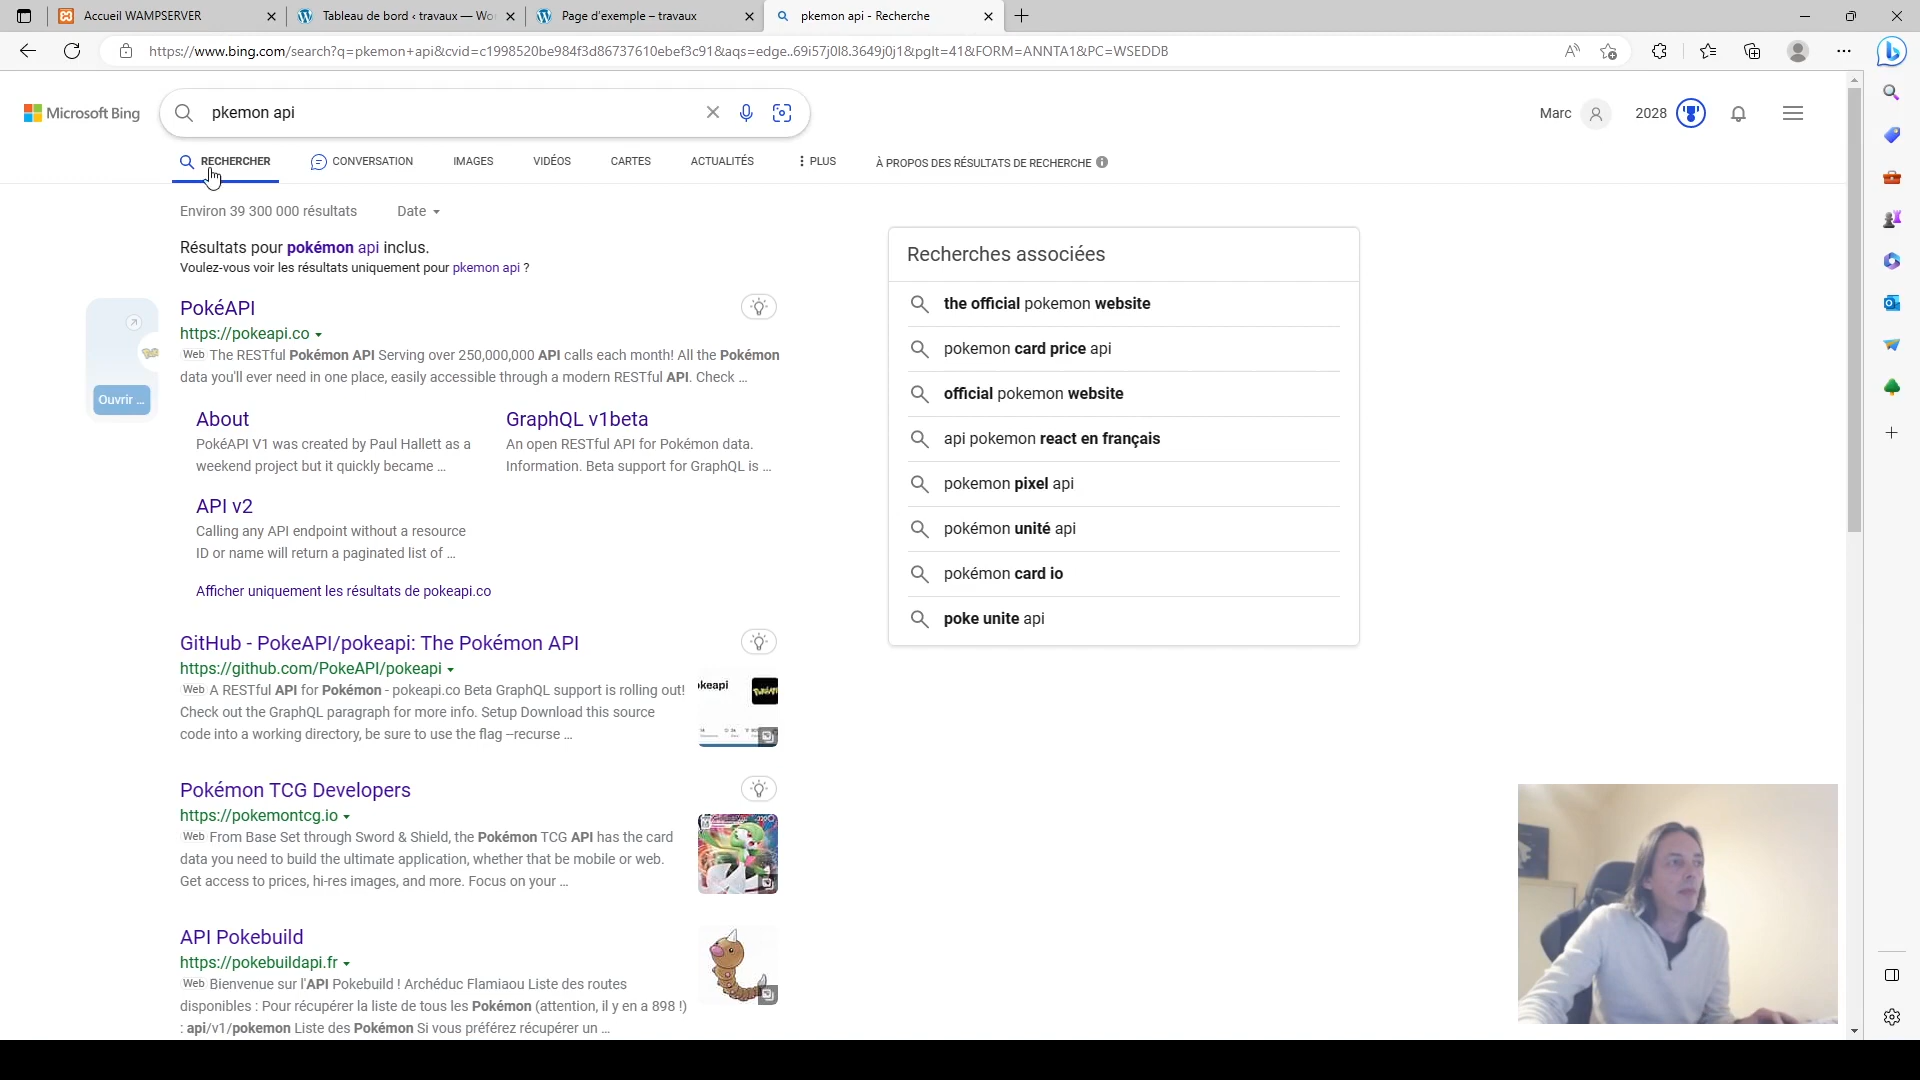 Accueil WAMPSERVER
Tableau de bord ‹ travaux — Wo
Page d'exemple – travaux
pkemon api - Recherche
https://www.bing.com/search?q=pkemon+api&cvid=c1998520be984f3d86737610ebef3c91&aqs=edge..69i57j0l8.3649j0j1&pglt=41&FORM=ANNTA1&PC=WSEDDB
Microsoft Bing
pkemon api
Marc
2028
RECHERCHER
CONVERSATION
IMAGES
VIDÉOS
CARTES
ACTUALITÉS
PLUS
À PROPOS DES RÉSULTATS DE RECHERCHE
Environ 39 300 000 résultats
Date
Résultats pour pokémon api inclus.
Voulez-vous voir les résultats uniquement pour pkemon api ?
Ouvrir ...
PokéAPI
https://pokeapi.co
Web The RESTful Pokémon API Serving over 250,000,000 API calls each month! All the Pokémon
data you'll ever need in one place, easily accessible through a modern RESTful API. Check ...
About
PokéAPI V1 was created by Paul Hallett as a
weekend project but it quickly became ...
GraphQL v1beta
An open RESTful API for Pokémon data.
Information. Beta support for GraphQL is ...
API v2
Calling any API endpoint without a resource
ID or name will return a paginated list of ...
Afficher uniquement les résultats de pokeapi.co
GitHub - PokeAPI/pokeapi: The Pokémon API
https://github.com/PokeAPI/pokeapi
Web A RESTful API for Pokémon - pokeapi.co Beta GraphQL support is rolling out!
Check out the GraphQL paragraph for more info. Setup Download this source
code into a working directory, be sure to use the flag –recurse ...
keapi
Pokémon TCG Developers
https://pokemontcg.io
Web From Base Set through Sword & Shield, the Pokémon TCG API has the card
data you need to build the ultimate application, whether that be mobile or web.
Get access to prices, hi-res images, and more. Focus on your ...
API Pokebuild
https://pokebuildapi.fr
Web Bienvenue sur l'API Pokebuild ! Archéduc Flamiaou Liste des routes
disponibles : Pour récupérer la liste de tous les Pokémon (attention, il y en a 898 !)
: api/v1/pokemon Liste des Pokémon Si vous préférez récupérer un ...
Recherches associées
the official pokemon website
pokemon card price api
official pokemon website
api pokemon react en français
pokemon pixel api
pokémon unité api
pokémon card io
poke unite api